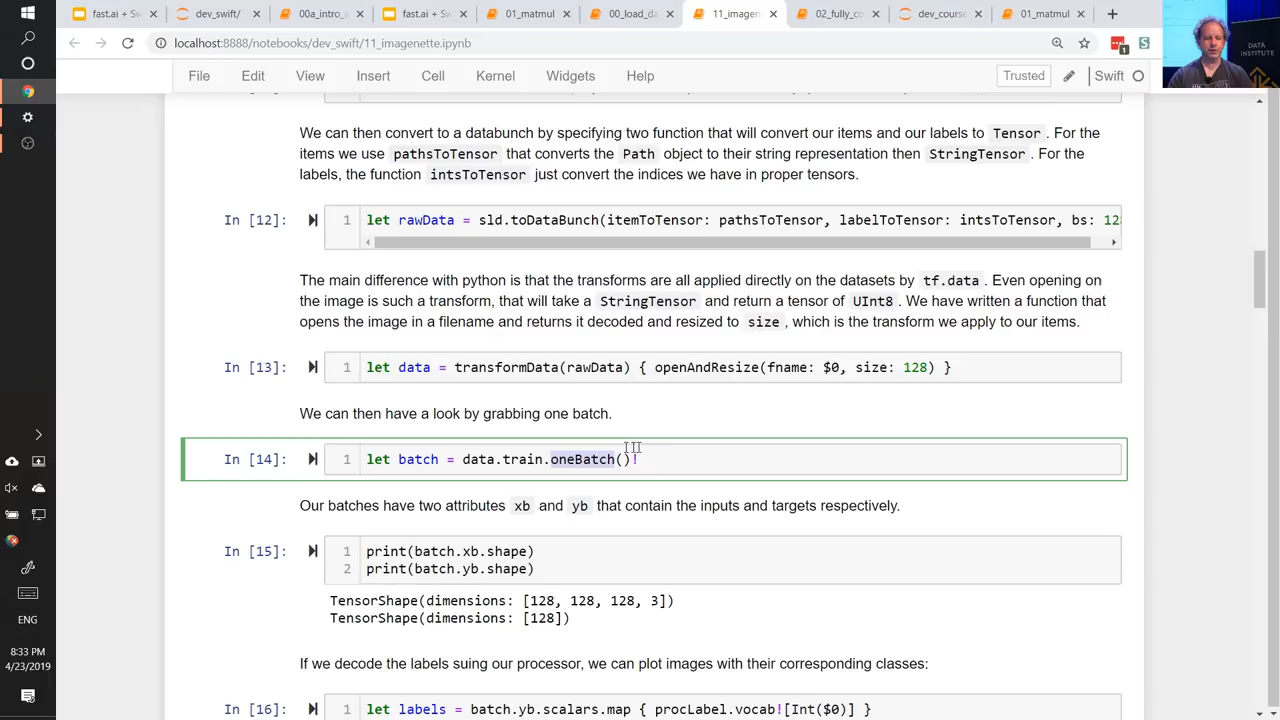 fast.ai + Sw
dev_swift/
00a_intro_a
fast.ai + Sw
01_matmul
00_load_da
11_imagen
02_fully_co
dev_course
01_matmul
localhost:8888/notebooks/dev_swift/11_imagenette.ipynb
1
File Edit View Insert Cell Kernel Widgets Help
Trusted Swift
DATA
INSTITUTE
We can then convert to a databunch by specifying two function that will convert our items and our labels to Tensor . For the
items we use pathsToTensor that converts the Path object to their string representation then StringTensor . For the
labels, the function intsToTensor just convert the indices we have in proper tensors.
In [12]: 1 let rawData = sld.toDataBunch(itemToTensor: pathsToTensor, labelToTensor: intsToTensor, bs: 128
The main difference with python is that the transforms are all applied directly on the datasets by tf.data . Even opening on
the image is such a transform, that will take a StringTensor and return a tensor of UInt8 . We have written a function that
opens the image in a filename and returns it decoded and resized to size , which is the transform we apply to our items.
In [13]: 1 let data = transformData(rawData) { openAndResize(fname: $0, size: 128) }
We can then have a look by grabbing one batch.
In [14]: 1 let batch = data.train.oneBatch()!
Our batches have two attributes xb and yb that contain the inputs and targets respectively.
In [15]: 1 print(batch.xb.shape)
2 print(batch.yb.shape)
TensorShape(dimensions: [128, 128, 128, 3])
TensorShape(dimensions: [128])
If we decode the labels suing our processor, we can plot images with their corresponding classes:
In [16]: 1 let labels = batch.yb.scalars.map { procLabel.vocab![Int($0)] }
ENG
8:33 PM
4/23/2019